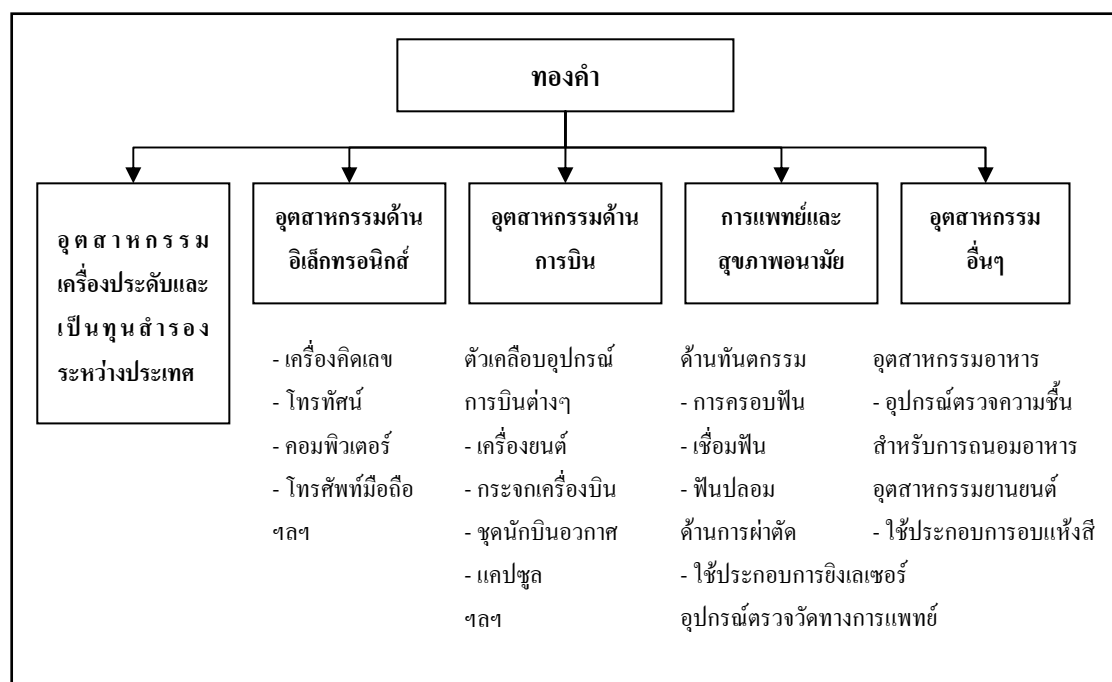 ทองคำ
อุตสาหกรรม
เครื่องประดับและ
เป็นทุนสำรอง
ระหว่างประเทศ
อุตสาหกรรมด้าน
อิเล็กทรอนิกส์
- เครื่องคิดเลข
- โทรทัศน์
- คอมพิวเตอร์
- โทรศัพท์มือถือ
ฯลฯ
อุตสาหกรรมด้าน
การบิน
ตัวเคลือบอุปกรณ์
การบินต่างๆ
- เครื่องยนต์
- กระจกเครื่องบิน
- ชุดนักบินอวกาศ
- แคปซูล
ฯลฯ
การแพทย์และ
สุขภาพอนามัย
ด้านทันตกรรม
- การครอบฟัน
- เชื่อมฟัน
- ฟันปลอม
ด้านการผ่าตัด
- ใช้ประกอบการยิงเลเซอร์
อุปกรณ์ตรวจวัดทางการแพทย์
อุตสาหกรรม
อื่นๆ
อุตสาหกรรมอาหาร
- อุปกรณ์ตรวจความชื้น
สำหรับการถนอมอาหาร
อุตสาหกรรมยานยนต์
- ใช้ประกอบการอบแห้งสี